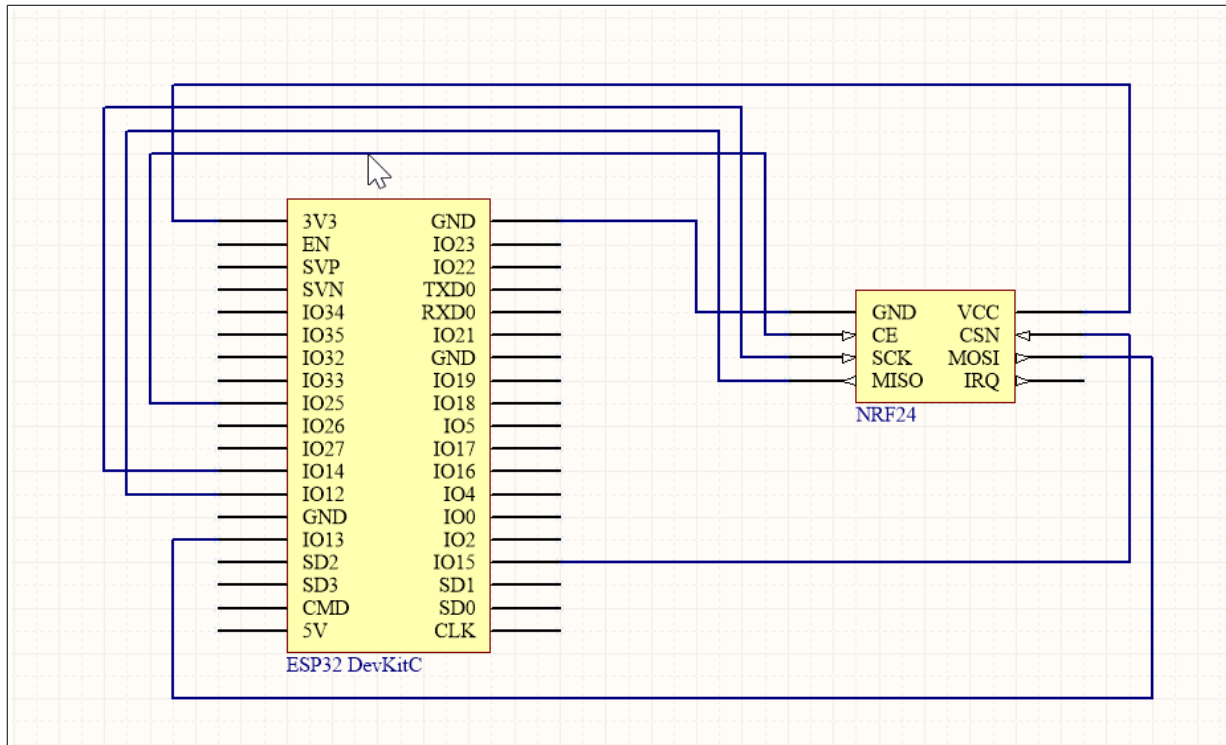 3V3 GND
EN IO23
SVP IO22
SVN TXD0
IO34 RXD0
IO35 IO21
IO32 GND
IO33 IO19
IO25 IO18
IO26 IO5
IO27 IO17
IO14 IO16
IO12 IO4
GND IO0
IO13 IO2
SD2 IO15
SD3 SD1
CMD SD0
5V CLK
ESP32 DevKitC
GND VCC
CE CSN
SCK MOSI
MISO IRQ
NRF24